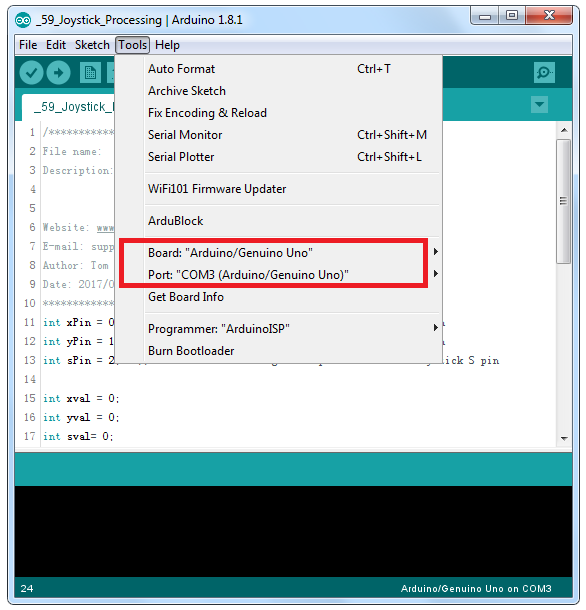 _59_Joystick_Processing | Arduino 1.8.1
File Edit Sketch Tools Help
Auto Format Ctrl+T
Archive Sketch
Fix Encoding & Reload
Serial Monitor Ctrl+Shift+M
Serial Plotter Ctrl+Shift+L
WiFi101 Firmware Updater
ArduBlock
Board: "Arduino/Genuino Uno"
Port: "COM3 (Arduino/Genuino Uno)"
Get Board Info
Programmer: "ArduinoISP"
Burn Bootloader
_59_Joystick_
1 /*************
2 File name:
3 Description:
4
5
6 Website: www
7 E-mail: supp
8 Author: Tom
9 Date: 2017/0
10 *************
11 int xPin = 0
12 int yPin = 1
13 int sPin = 2 ick S pin
14
15 int xval = 0;
16 int yval = 0;
17 int sval= 0;
24 Arduino/Genuino Uno on COM3